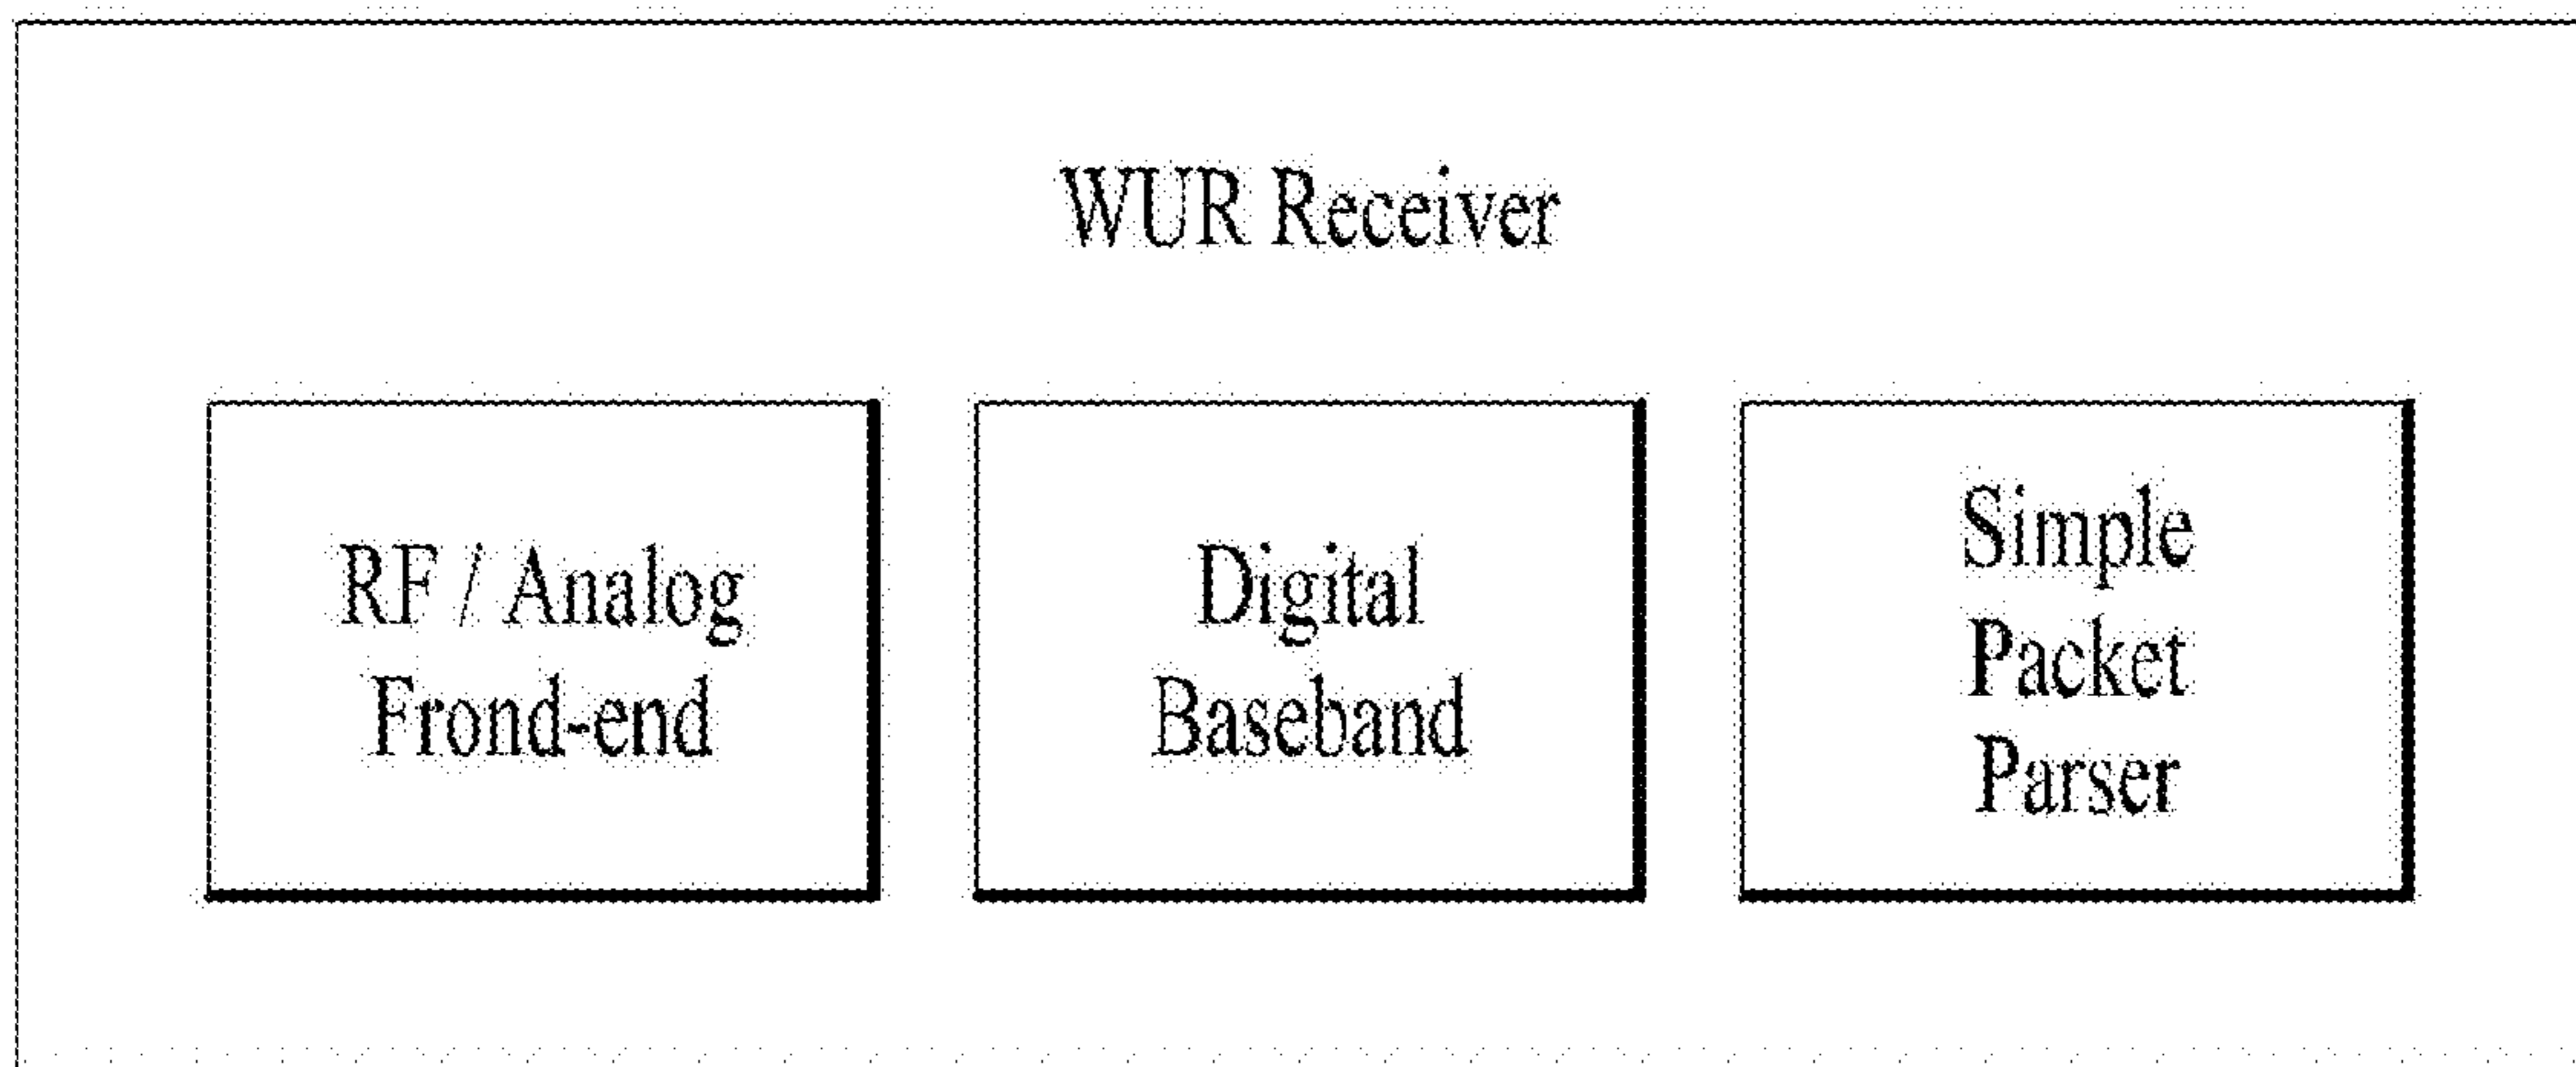 WUR Receiver
RF / Analog
Frond-end
Digital
Baseband
Simple
Packet
Parser